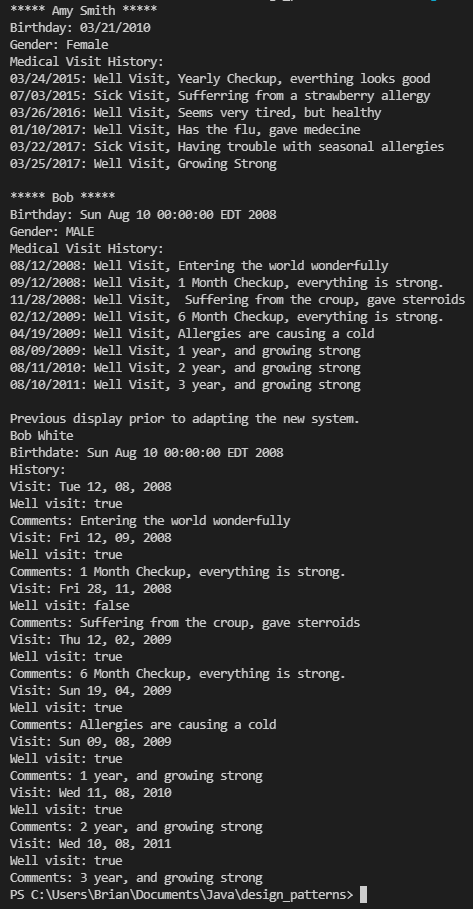 ***** Amy Smith *****
Birthday: 03/21/2010
Gender: Female
Medical Visit History:
03/24/2015: Well Visit, Yearly Checkup, everthing looks good
07/03/2015: Sick Visit, Sufferring from a strawberry allergy
03/26/2016: Well Visit, Seems very tired, but healthy
01/10/2017: Well Visit, Has the flu, gave medecine
03/22/2017: Sick Visit, Having trouble with seasonal allergies
03/25/2017: Well Visit, Growing Strong

***** Bob *****
Birthday: Sun Aug 10 00:00:00 EDT 2008
Gender: MALE
Medical Visit History:
08/12/2008: Well Visit, Entering the world wonderfully
09/12/2008: Well Visit, 1 Month Checkup, everything is strong.
11/28/2008: Well Visit,  Suffering from the croup, gave sterroids
02/12/2009: Well Visit, 6 Month Checkup, everything is strong.
04/19/2009: Well Visit, Allergies are causing a cold
08/09/2009: Well Visit, 1 year, and growing strong
08/11/2010: Well Visit, 2 year, and growing strong
08/10/2011: Well Visit, 3 year, and growing strong

Previous display prior to adapting the new system.
Bob White
Birthdate: Sun Aug 10 00:00:00 EDT 2008
History:
Visit: Tue 12, 08, 2008
Well visit: true
Comments: Entering the world wonderfully
Visit: Fri 12, 09, 2008
Well visit: true
Comments: 1 Month Checkup, everything is strong.
Visit: Fri 28, 11, 2008
Well visit: false
Comments: Suffering from the croup, gave sterroids
Visit: Thu 12, 02, 2009
Well visit: true
Comments: 6 Month Checkup, everything is strong.
Visit: Sun 19, 04, 2009
Well visit: true
Comments: Allergies are causing a cold
Visit: Sun 09, 08, 2009
Well visit: true
Comments: 1 year, and growing strong
Visit: Wed 11, 08, 2010
Well visit: true
Comments: 2 year, and growing strong
Visit: Wed 10, 08, 2011
Well visit: true
Comments: 3 year, and growing strong
PS C:\Users\Brian\Documents\Java\design_patterns>